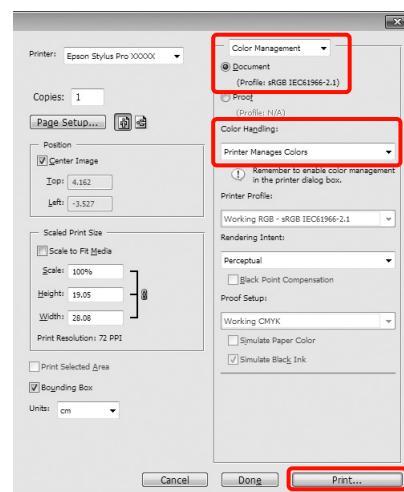 Printer: Epson Stylus Pro XXXXX
Copies: 1
Page Setup...
Position
Center Image
Top: 4.162
Left: -3.527
Scaled Print Size
Scale to Fit Media
Scale: 100%
Height: 19.05
Width: 28.08
Print Resolution: 72 PPI
Print Selected Area
Bounding Box
Units: cm
Color Management
Document
(Profile: sRGB IEC61966-2.1)
Proof
(Profile: N/A)
Color Handling:
Printer Manages Colors
Remember to enable color management
in the printer dialog box.
Printer Profile:
Working RGB - sRGB IEC61966-2.1
Rendering Intent:
Perceptual
Black Point Compensation
Proof Setup:
Working CMYK
Simulate Paper Color
Simulate Black Ink
Cancel
Done
Print...